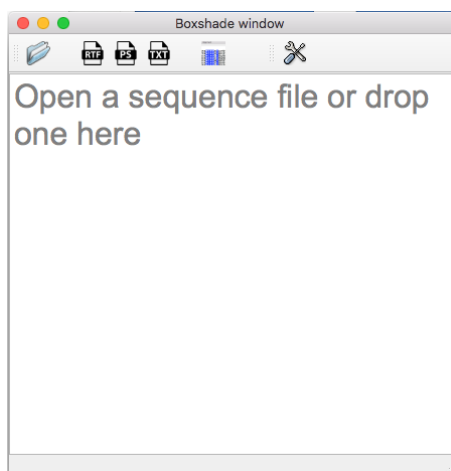 Boxshade window
RTF PS TXT
Open a sequence file or drop
one here